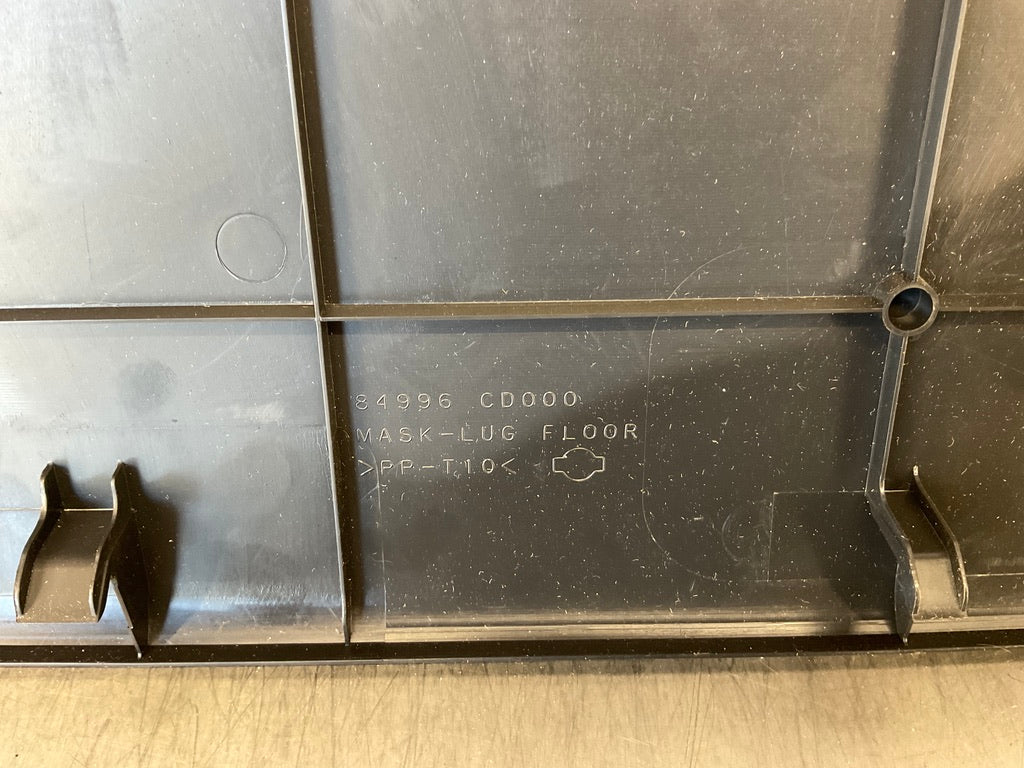 84996 CD000
MASK-LUG FLOOR
>PP-T10<